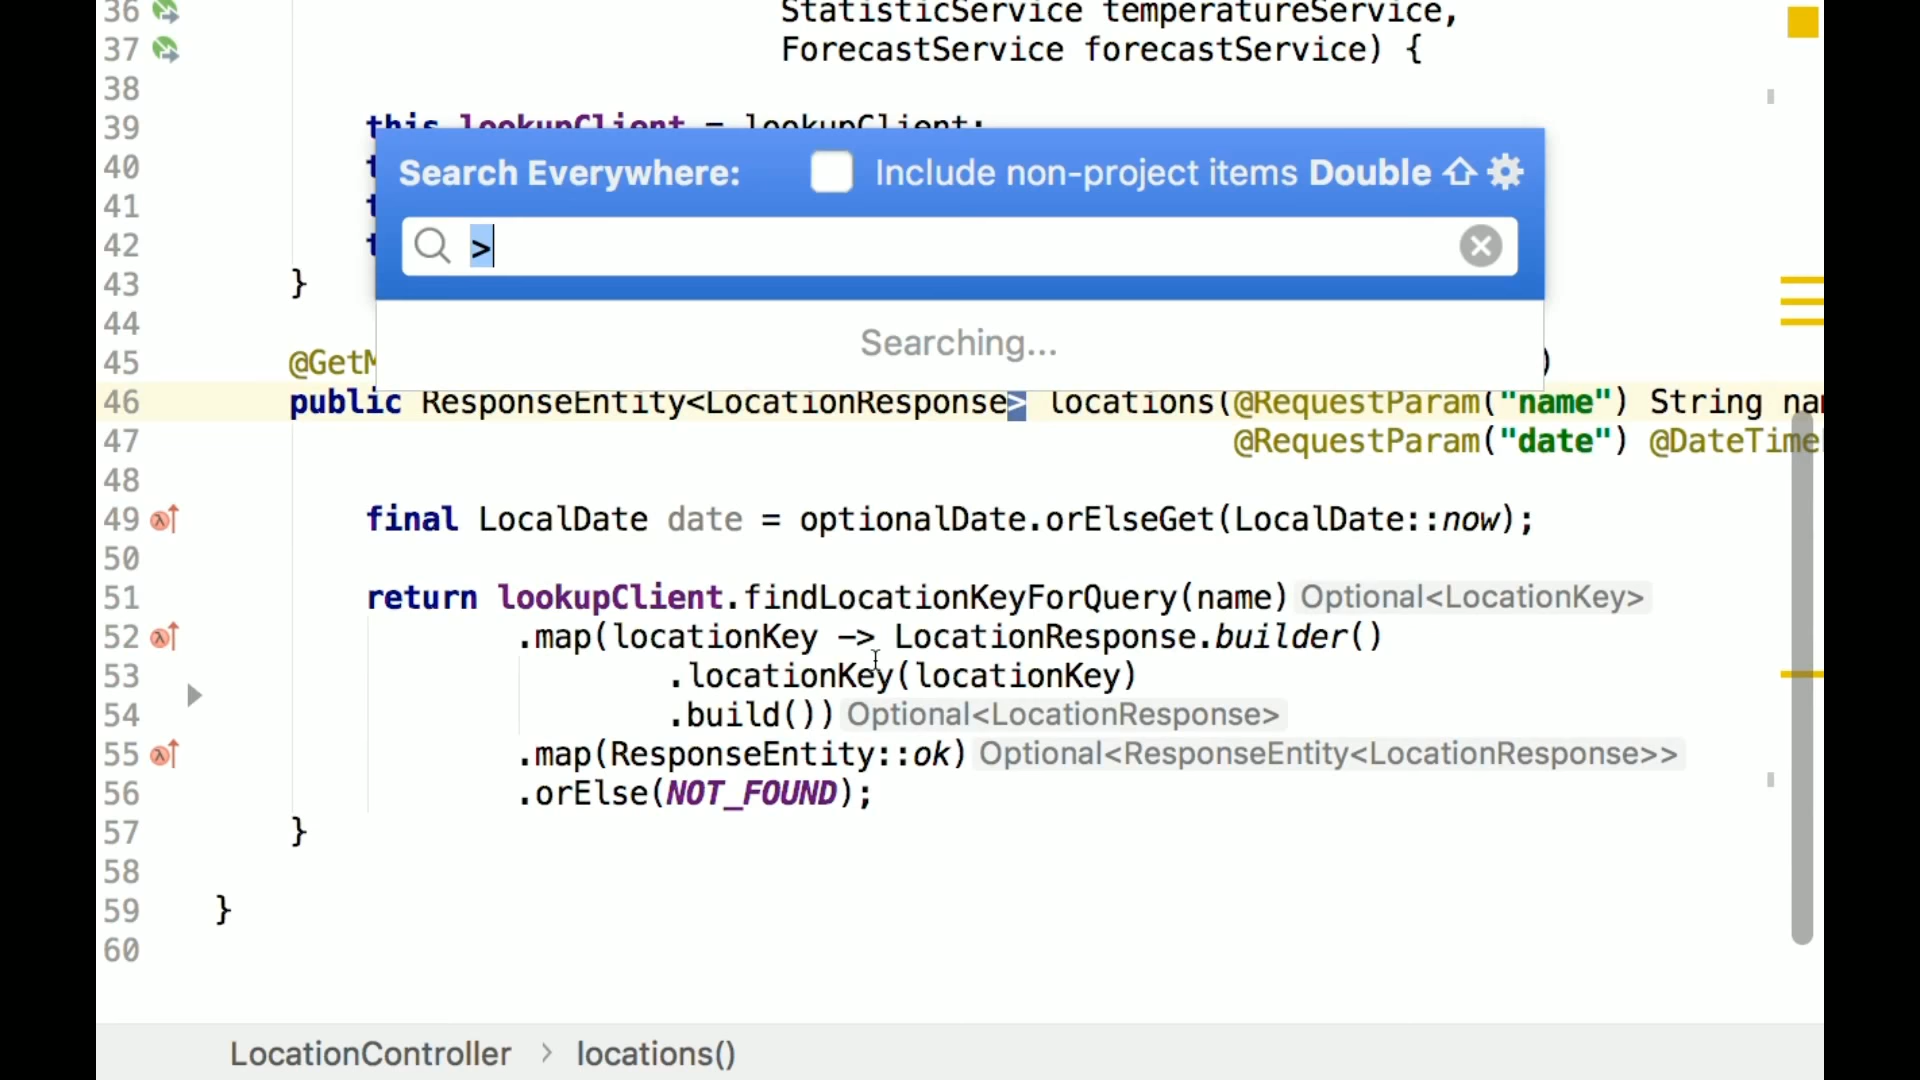 36 StatisticService temperatureService,
37 ForecastService forecastService) {
38
39 this.lookupClient = lookupClient;
Search Everywhere: Include non-project items Double
40 t
41 t
42 t
>
43 }
44
Searching...
45 @GetM )
46 public ResponseEntity<LocationResponse> locations(@RequestParam("name") String nam
47 @RequestParam("date") @DateTime
48
49 final LocalDate date = optionalDate.orElseGet(LocalDate::now);
50
51 return lookupClient.findLocationKeyForQuery(name) Optional<LocationKey>
52 .map(locationKey -> LocationResponse.builder()
53 .locationKey(locationKey)
54 .build()) Optional<LocationResponse>
55 .map(ResponseEntity::ok) Optional<ResponseEntity<LocationResponse>>
56 .orElse(NOT_FOUND);
57 }
58
59 }
60
LocationController > locations()